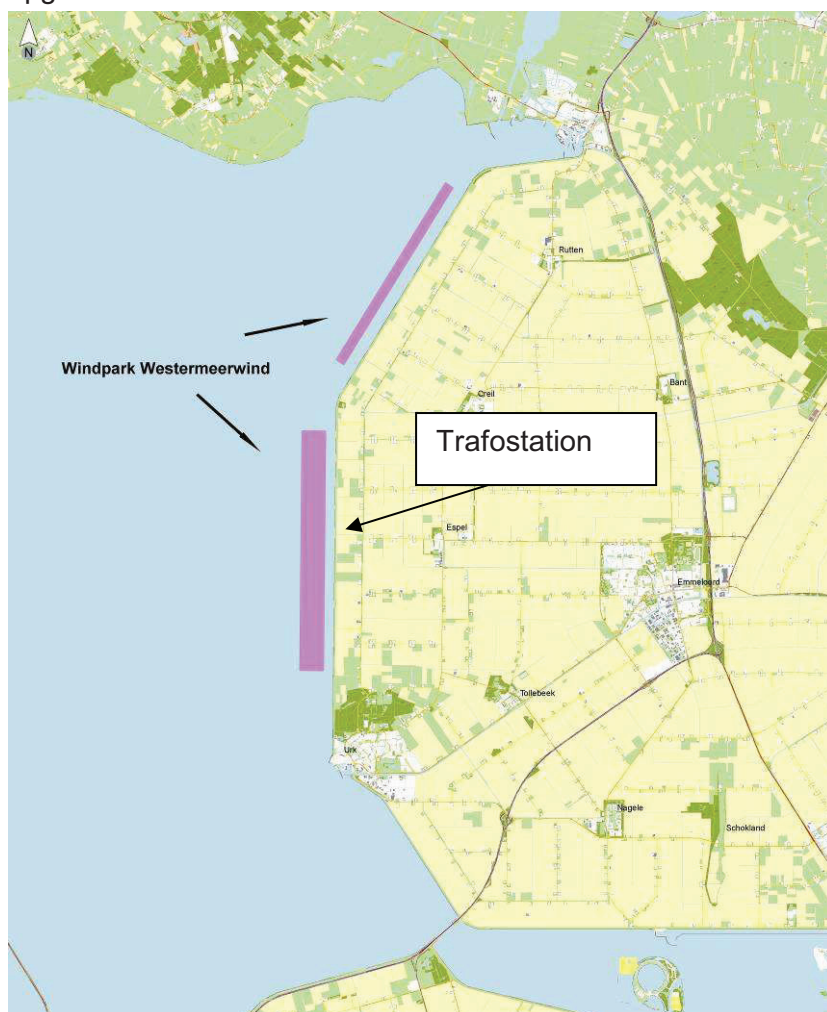 N
Rutten
Windpark Westermeerwind
Bant
Creil
Trafostation
Espel
Emmeloord
Tollebeek
Urk
Nagele
Schokland